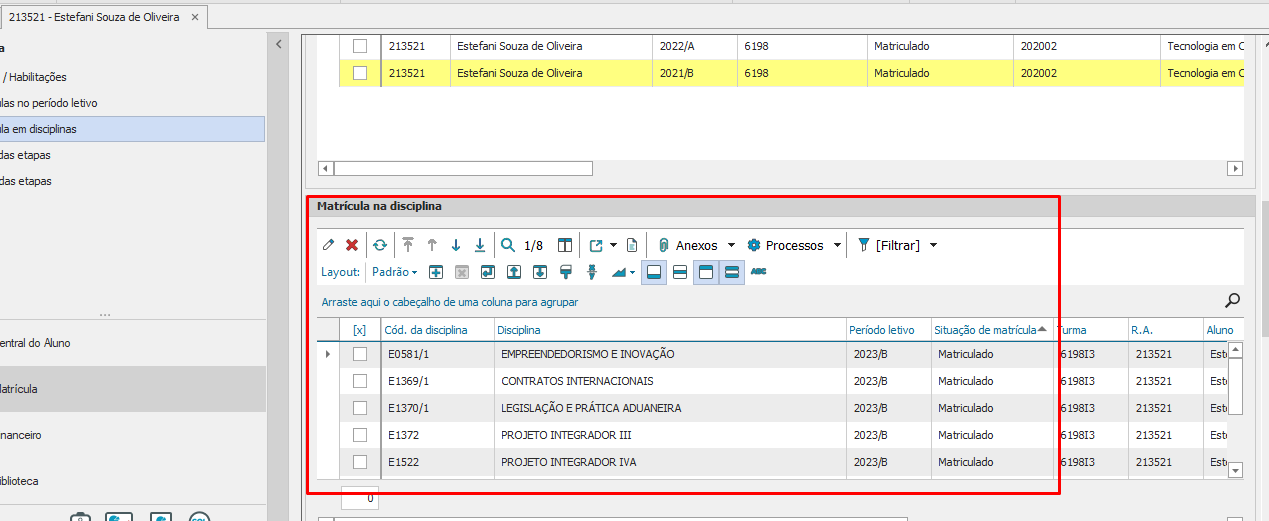 213521 - Estefani Souza de Oliveira ×
a
/ Habilitações
ulas no período letivo
ula em disciplinas
das etapas
das etapas
entral do Aluno
Matrícula
nanceiro
iblioteca
213521 Estefani Souza de Oliveira 2022/A 6198 Matriculado 202002 Tecnologia em C
213521 Estefani Souza de Oliveira 2021/B 6198 Matriculado 202002 Tecnologia em C
Matrícula na disciplina
1/8 Anexos Processos [Filtrar]
Layout: Padrão ABC
Arraste aqui o cabeçalho de uma coluna para agrupar
[x] Cód. da disciplina Disciplina Período letivo Situação de matrícula Turma R.A. Aluno
E0581/1 EMPREENDEDORISMO E INOVAÇÃO 2023/B Matriculado 6198I3 213521 Est
E1369/1 CONTRATOS INTERNACIONAIS 2023/B Matriculado 6198I3 213521 Est
E1370/1 LEGISLAÇÃO E PRÁTICA ADUANEIRA 2023/B Matriculado 6198I3 213521 Est
E1372 PROJETO INTEGRADOR III 2023/B Matriculado 6198I3 213521 Est
E1522 PROJETO INTEGRADOR IVA 2023/B Matriculado 6198I3 213521 Est
0